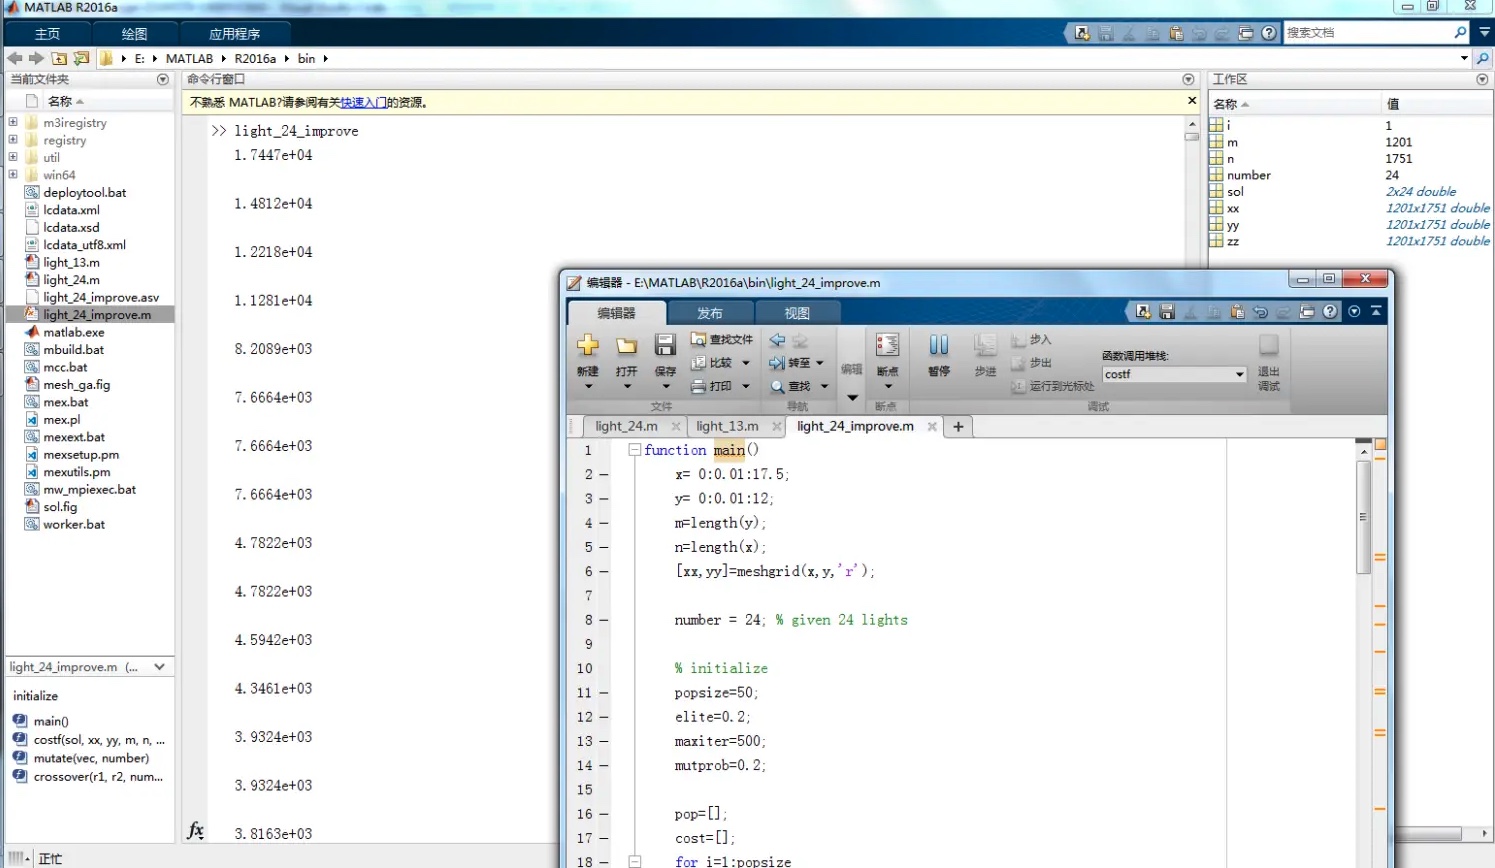 MATLAB R2016a
主页 绘图 应用程序
搜索文档
E: MATLAB R2016a bin
当前文件夹
名称
m3iregistry
registry
util
win64
deploytool.bat
lcdata.xml
lcdata.xsd
lcdata_utf8.xml
light_13.m
light_24.m
light_24_improve.asv
light_24_improve.m
matlab.exe
mbuild.bat
mcc.bat
mesh_ga.fig
mex.bat
mex.pl
mexext.bat
mexsetup.pm
mexutils.pm
mw_mpiexec.bat
sol.fig
worker.bat
light_24_improve.m (...
initialize
main()
costf(sol, xx, yy, m, n, ...
mutate(vec, number)
crossover(r1, r2, num...
正忙
命令行窗口
不熟悉 MATLAB?请参阅有关快速入门的资源。
>> light_24_improve
1.7447e+04
1.4812e+04
1.2218e+04
1.1281e+04
8.2089e+03
7.6664e+03
7.6664e+03
7.6664e+03
4.7822e+03
4.7822e+03
4.5942e+03
4.3461e+03
3.9324e+03
3.9324e+03
3.8163e+03
fx
工作区
名称 值
i 1
m 1201
n 1751
number 24
sol 2x24 double
xx 1201x1751 double
yy 1201x1751 double
zz 1201x1751 double
编辑器 - E:\MATLAB\R2016a\bin\light_24_improve.m
编辑器 发布 视图
新建
打开
保存
查找文件
比较
打印
文件
转至
查找
导航
编辑
断点
断点
暂停
步进
步入
步出
运行到光标处
函数调用堆栈:
costf
退出
调试
调试
light_24.m light_13.m light_24_improve.m +
1 function main()
2 – x= 0:0.01:17.5;
3 – y= 0:0.01:12;
4 – m=length(y);
5 – n=length(x);
6 – [xx,yy]=meshgrid(x,y,'r');
7
8 – number = 24; % given 24 lights
9
10 % initialize
11 – popsize=50;
12 – elite=0.2;
13 – maxiter=500;
14 – mutprob=0.2;
15
16 – pop=[];
17 – cost=[];
18 – for i=1:popsize